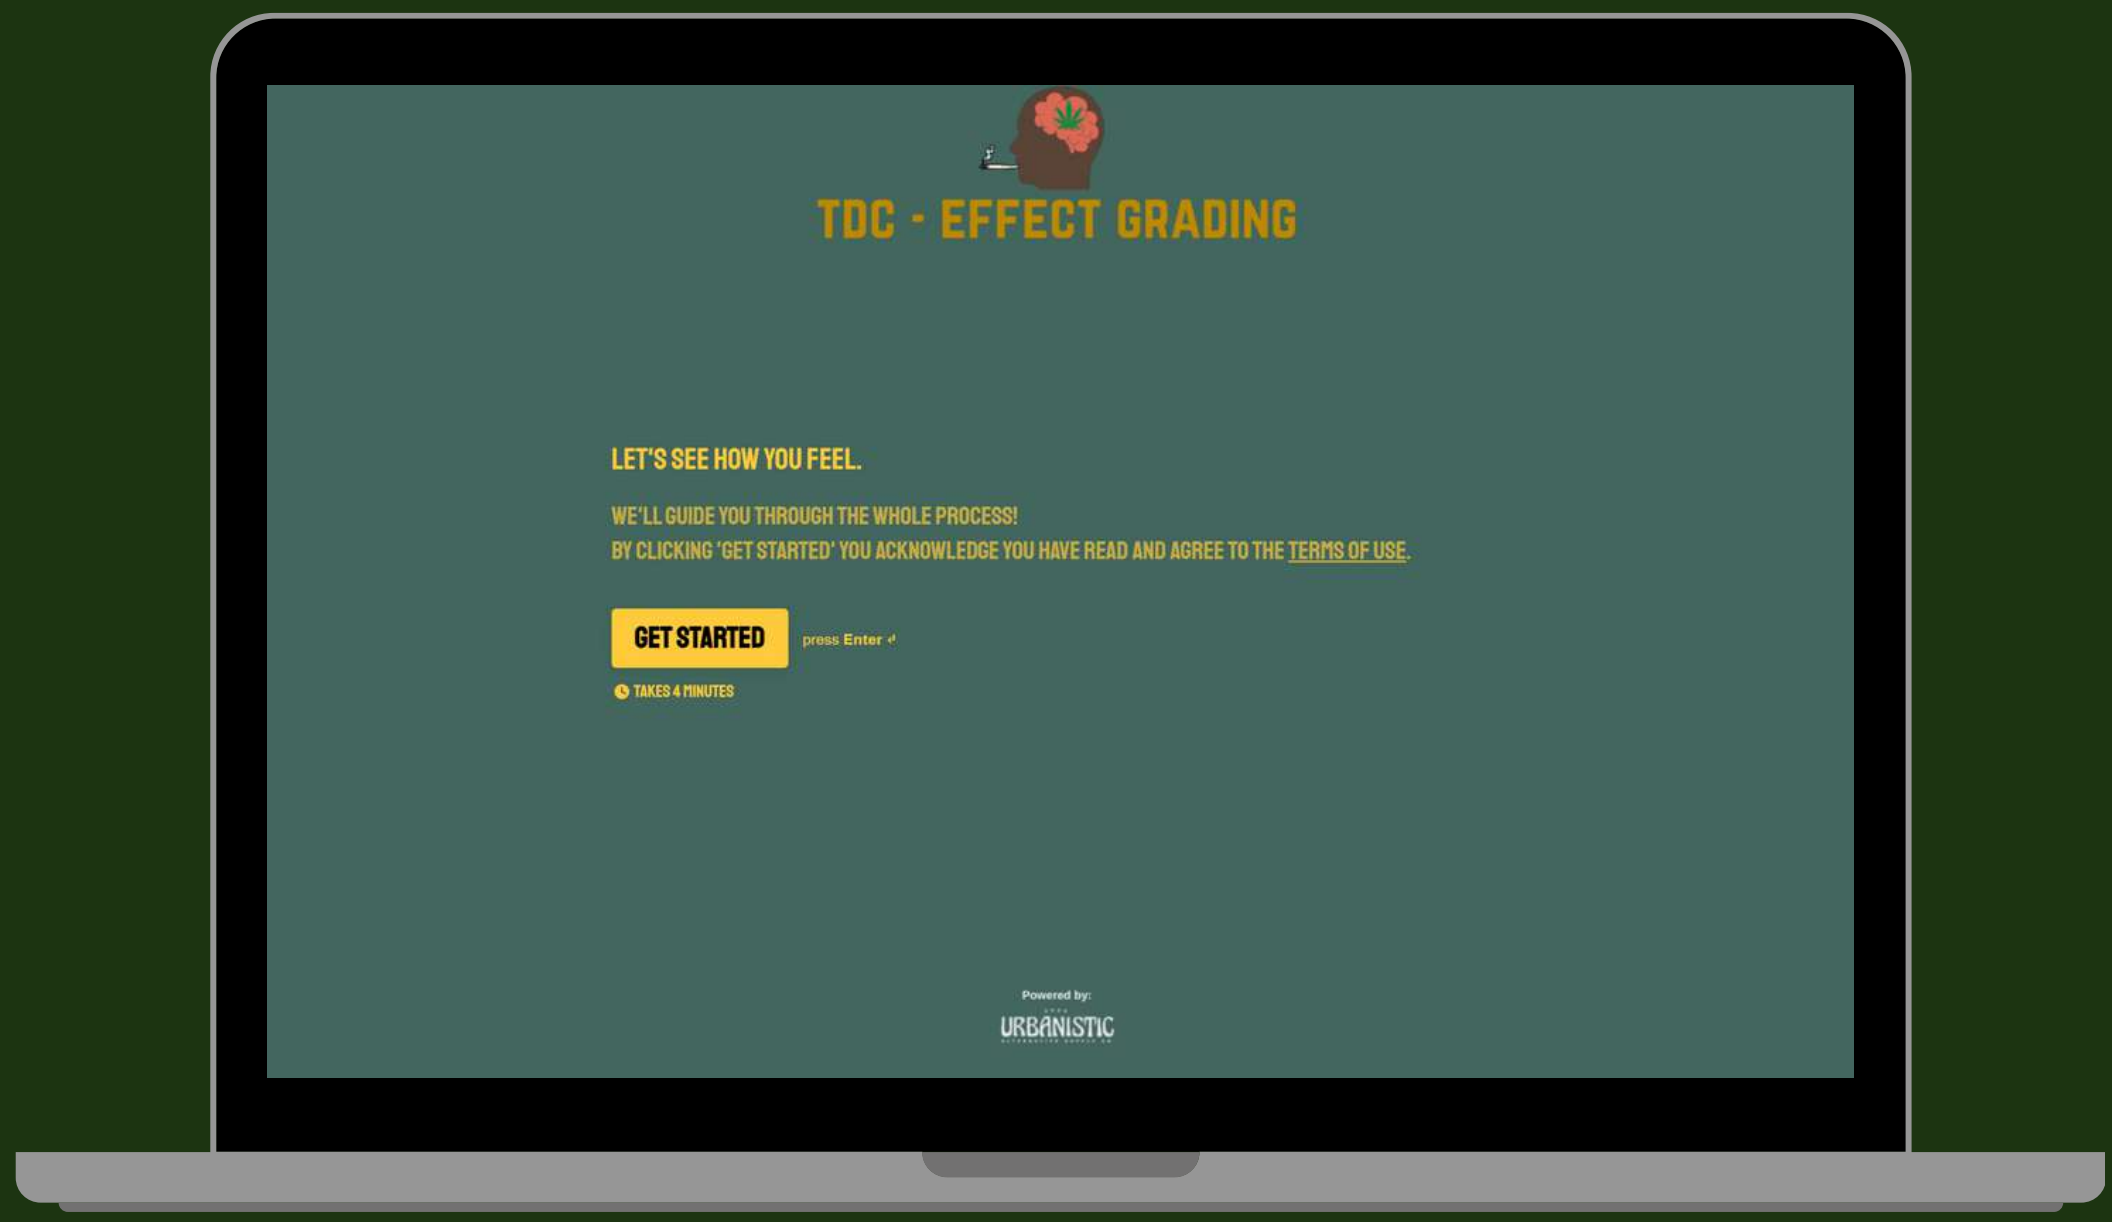 TDC - EFFECT GRADING
LET'S SEE HOW YOU FEEL.
WE'LL GUIDE YOU THROUGH THE WHOLE PROCESS!
BY CLICKING 'GET STARTED' YOU ACKNOWLEDGE YOU HAVE READ AND AGREE TO THE TERMS OF USE.
GET STARTED
press Enter ↵
TAKES 4 MINUTES
Powered by:
URBANISTIC